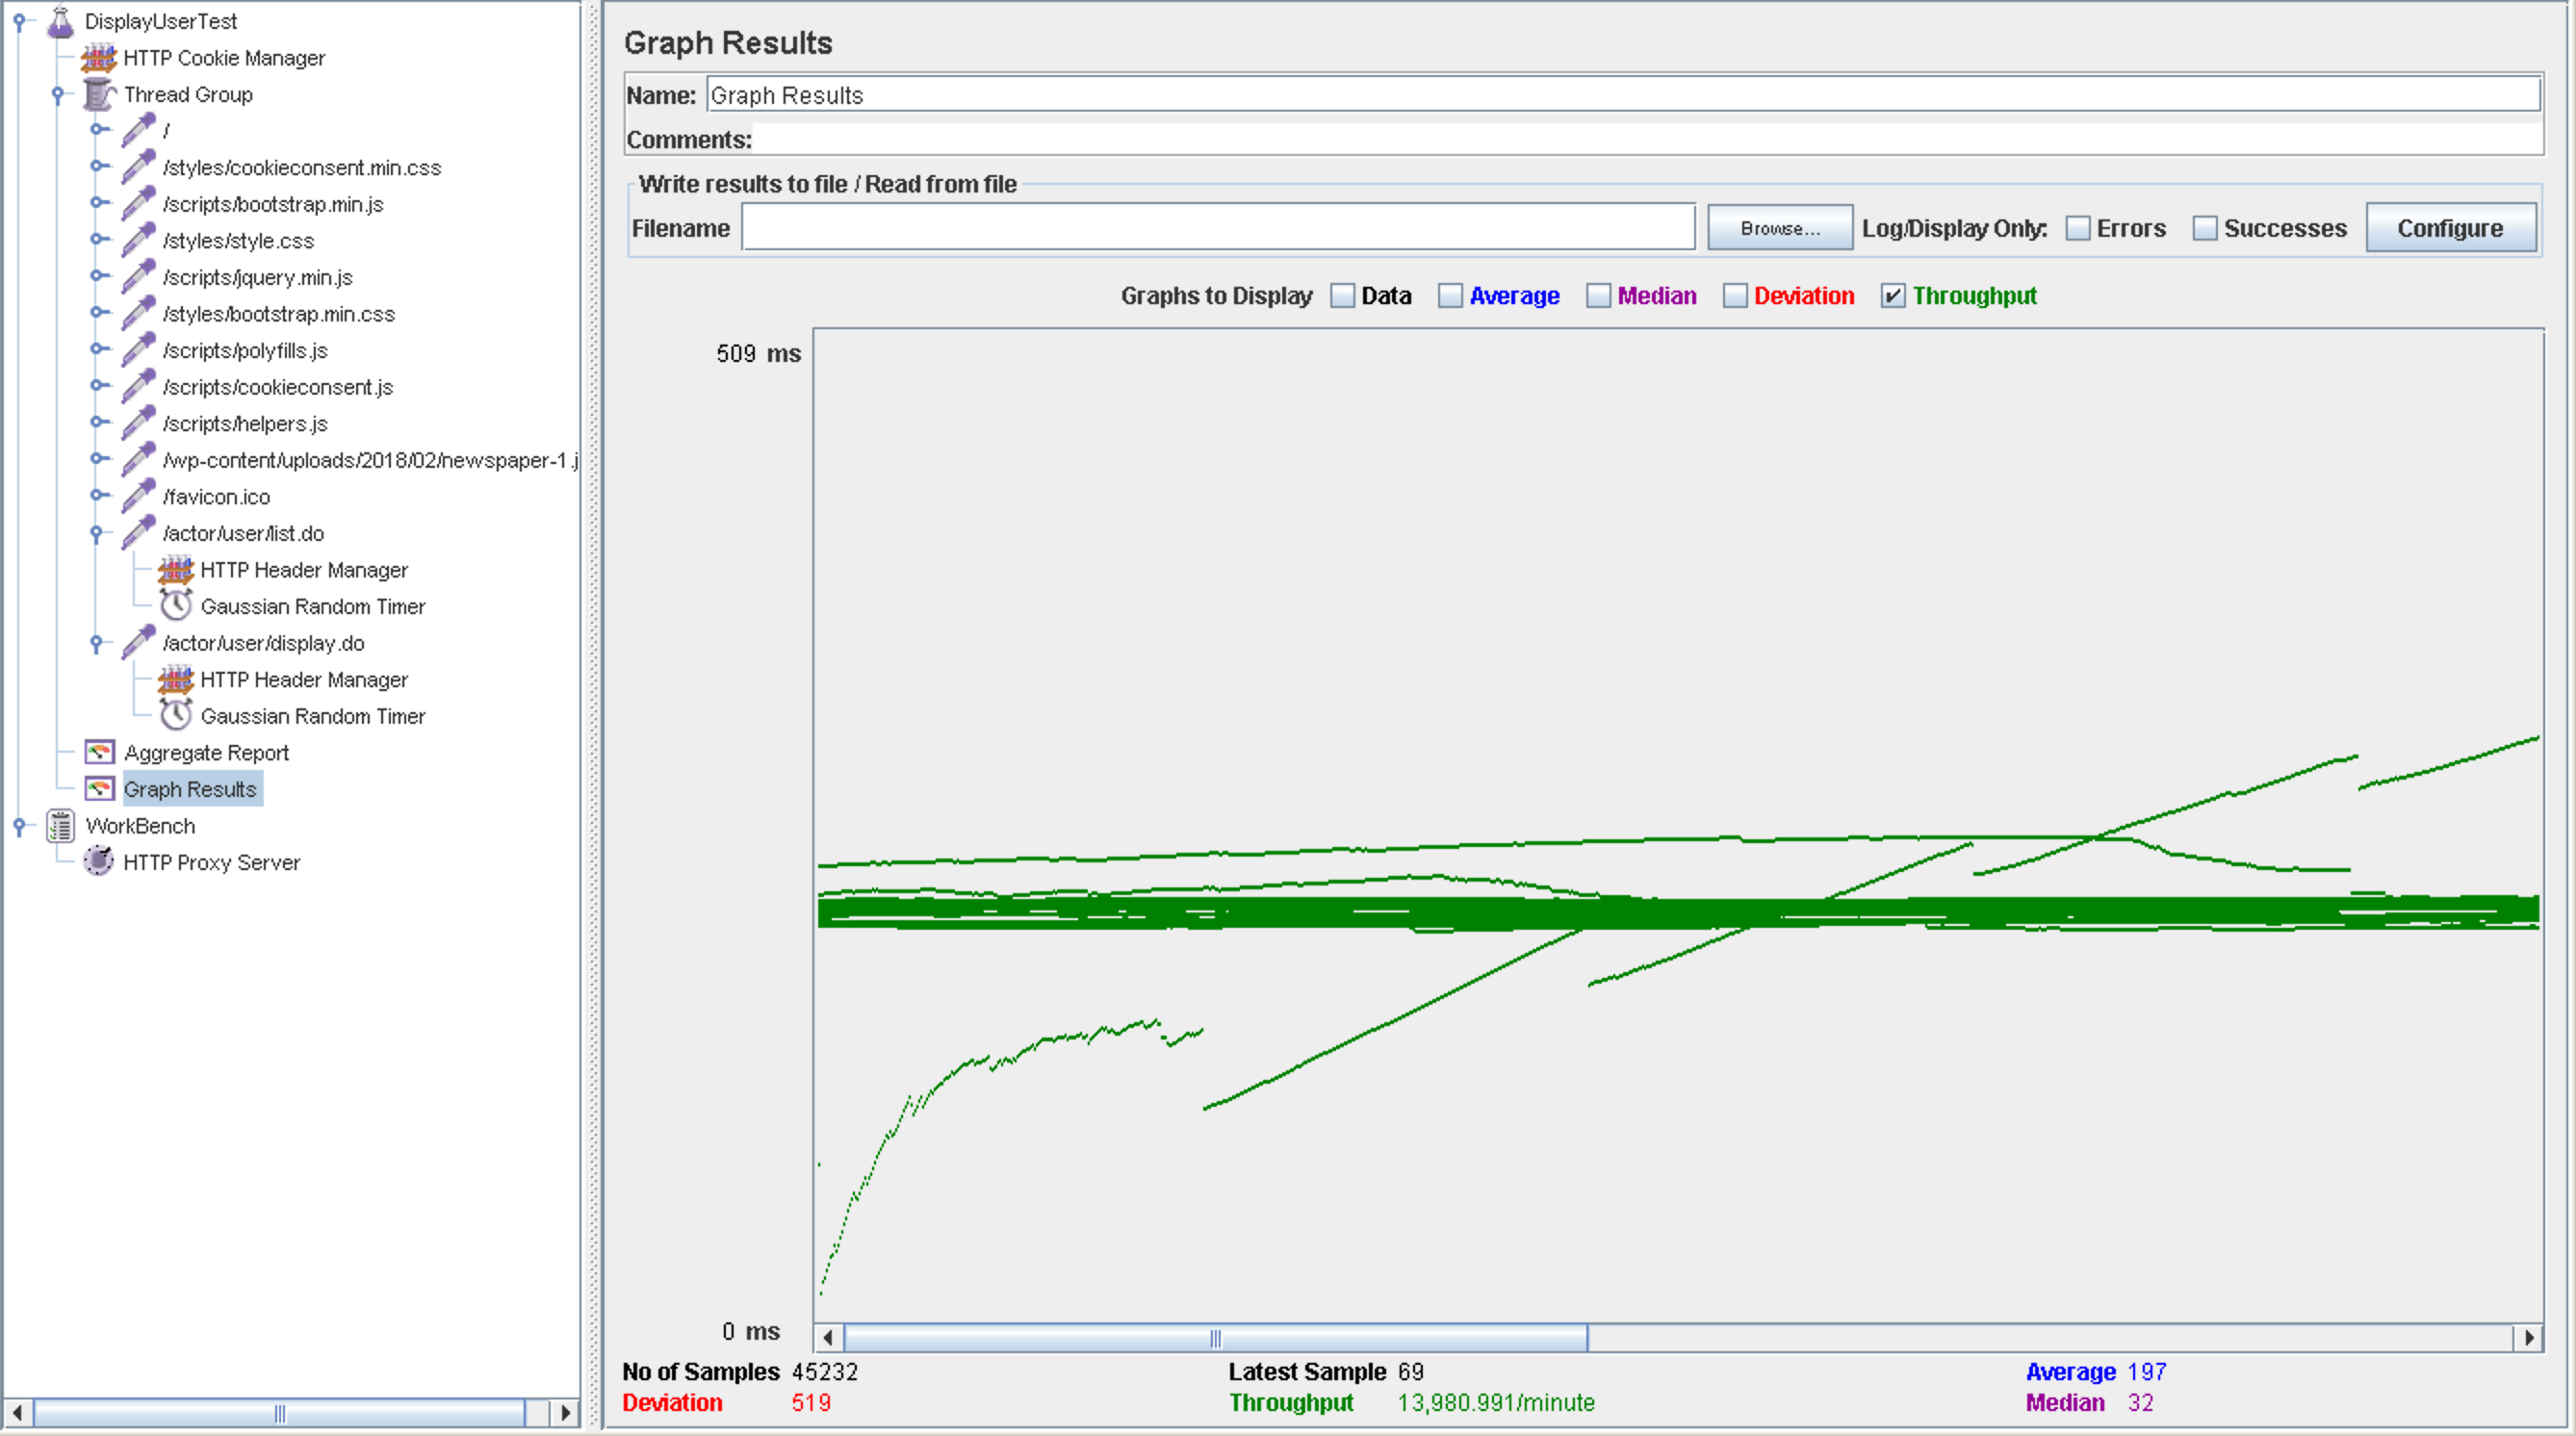 DisplayUserTest
HTTP Cookie Manager
Thread Group
/
/styles/cookieconsent.min.css
/scripts/bootstrap.min.js
/styles/style.css
/scripts/jquery.min.js
/styles/bootstrap.min.css
/scripts/polyfills.js
/scripts/cookieconsent.js
/scripts/helpers.js
/wp-content/uploads/2018/02/newspaper-1.j
/favicon.ico
/actor/user/list.do
HTTP Header Manager
Gaussian Random Timer
/actor/user/display.do
HTTP Header Manager
Gaussian Random Timer
Aggregate Report
Graph Results
WorkBench
HTTP Proxy Server
Graph Results
Name: Graph Results
Comments:
Write results to file / Read from file
Filename Browse... Log/Display Only: Errors Successes Configure
Graphs to Display Data Average Median Deviation Throughput
509 ms
0 ms
No of Samples 45232 Latest Sample 69 Average 197
Deviation 519 Throughput 13,980.991/minute Median 32